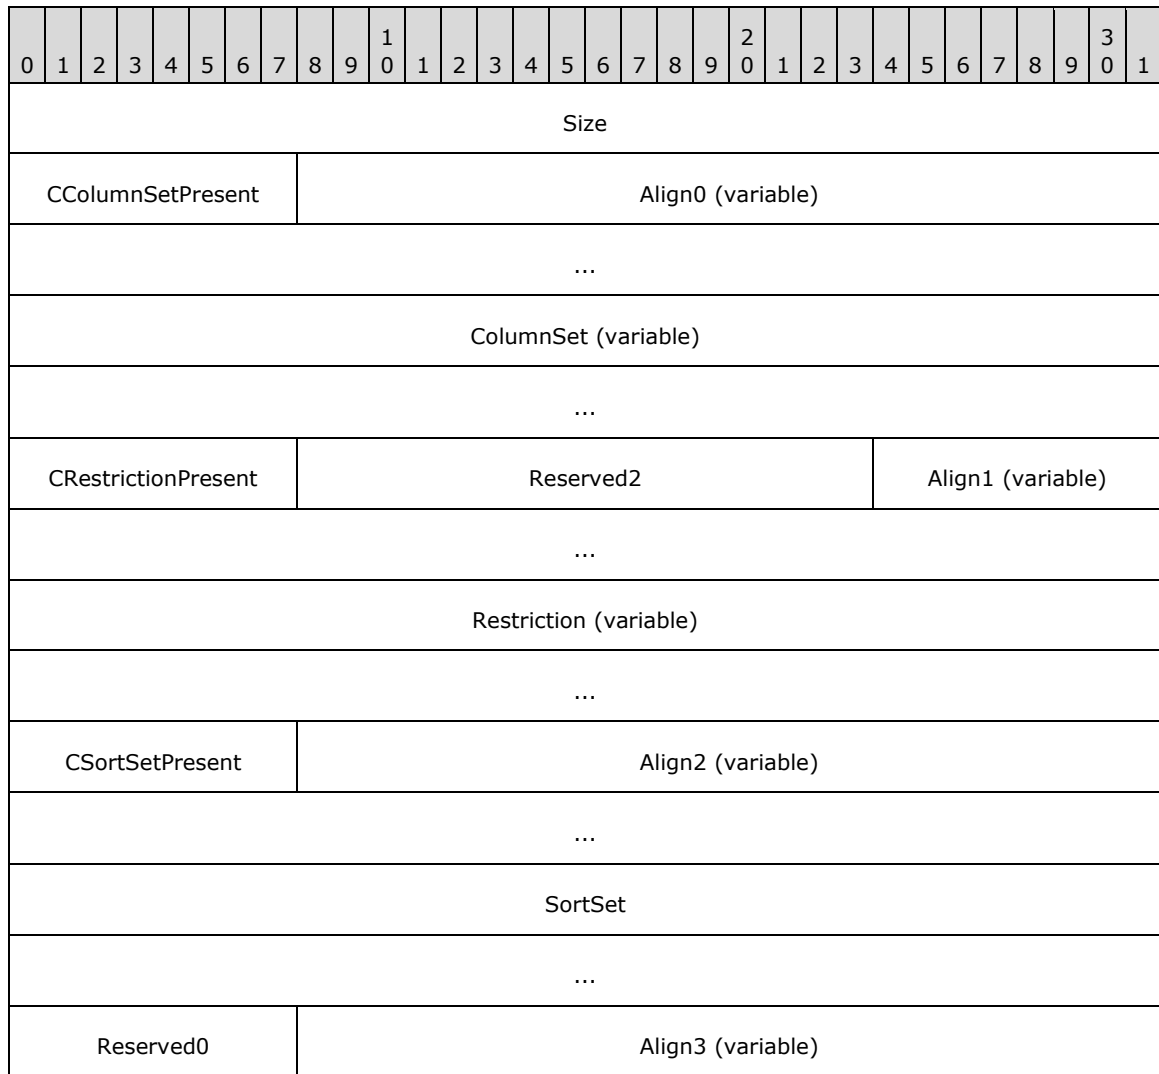 1 2 3
0 1 2 3 4 5 6 7 8 9 0 1 2 3 4 5 6 7 8 9 0 1 2 3 4 5 6 7 8 9 0 1
Size
CColumnSetPresent Align0 (variable)
...
ColumnSet (variable)
...
CRestrictionPresent Reserved2 Align1 (variable)
...
Restriction (variable)
...
CSortSetPresent Align2 (variable)
...
SortSet
...
Reserved0 Align3 (variable)